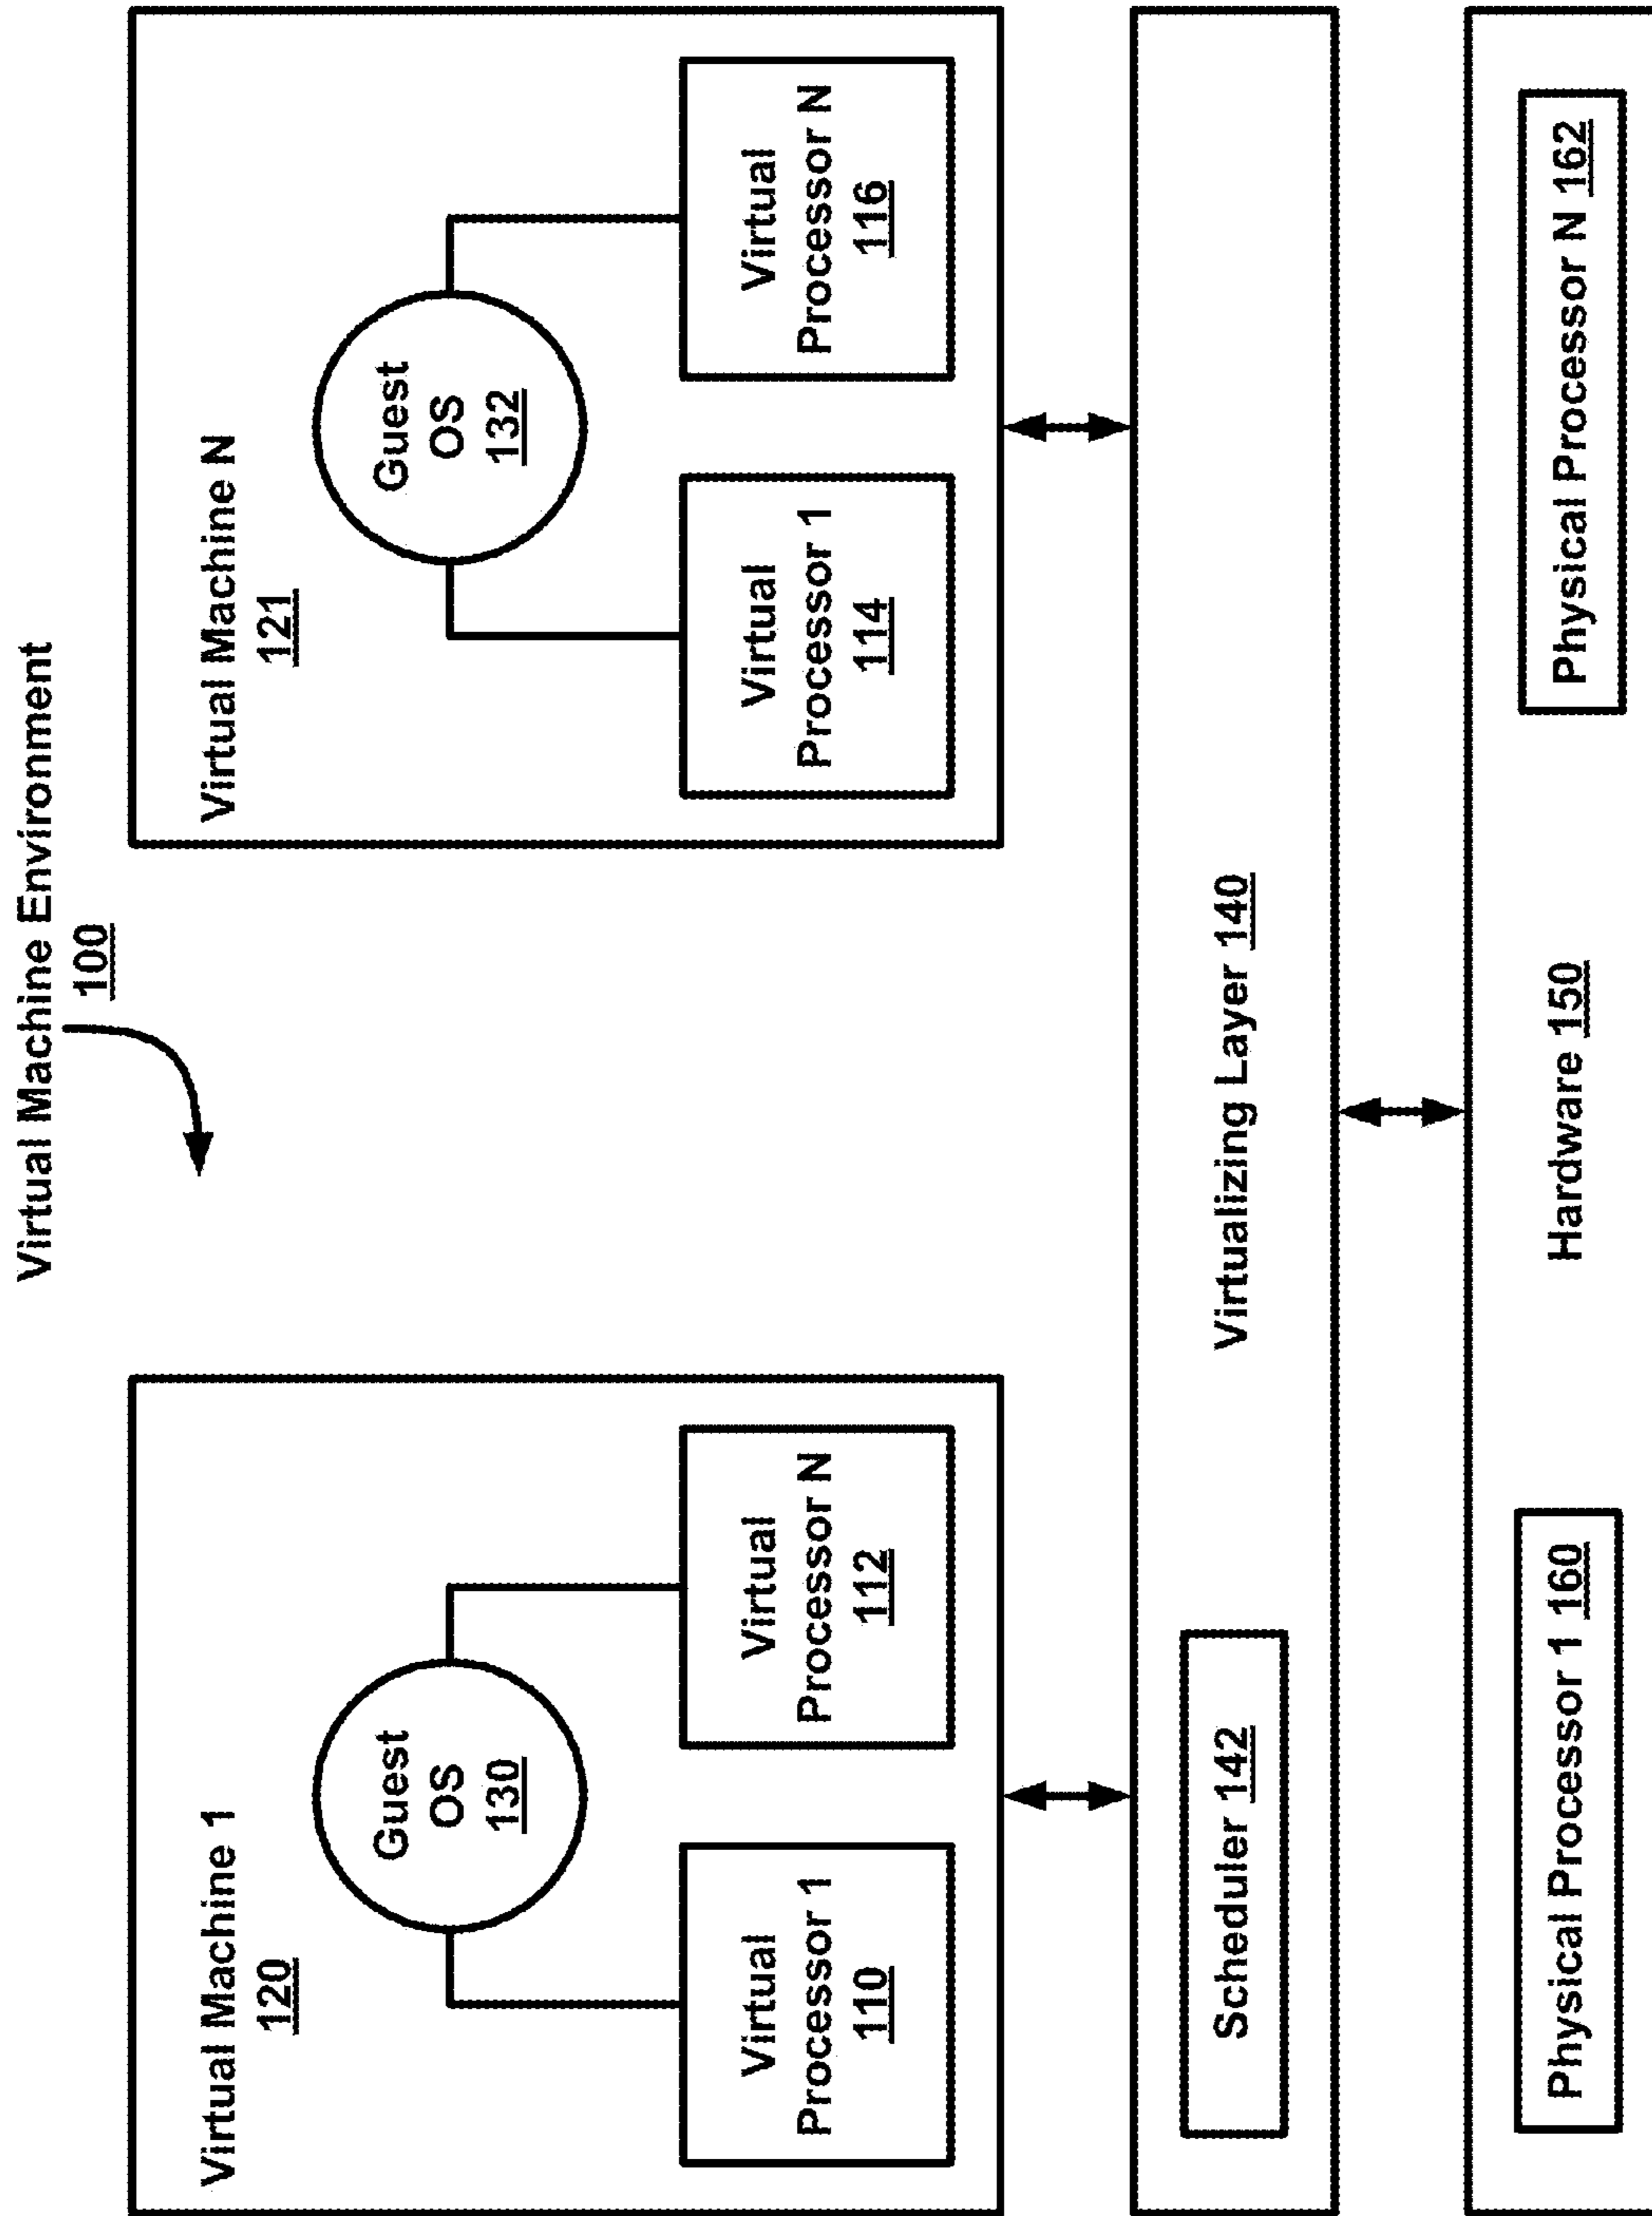 Virtual Machine Environment
100
Virtual Machine 1
120
Guest
OS
130
Virtual
Processor 1
110
Virtual
Processor N
112
Virtual Machine N
121
Guest
OS
132
Virtual
Processor 1
114
Virtual
Processor N
116
Scheduler 142
Virtualizing Layer 140
Physical Processor 1 160
Hardware 150
Physical Processor N 162